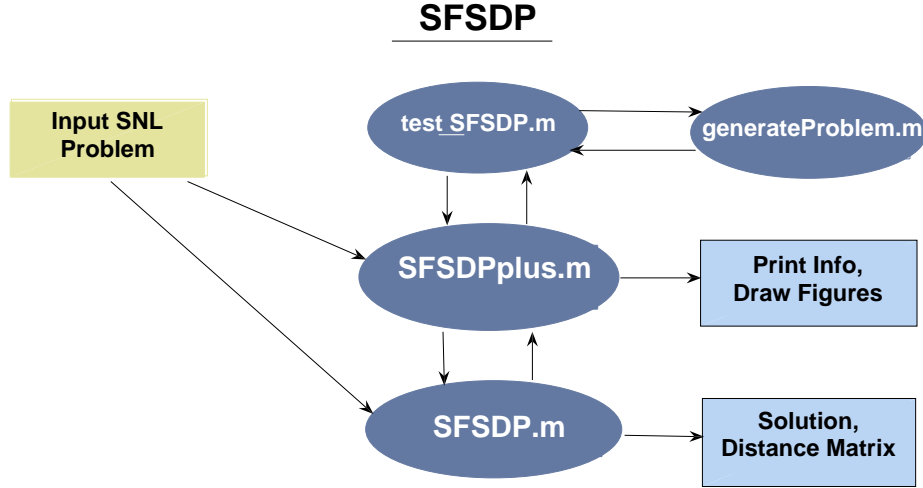 SFSDP
Input SNL
Problem
test_SFSDP.m
generateProblem.m
SFSDPplus.m
Print Info,
Draw Figures
SFSDP.m
Solution,
Distance Matrix